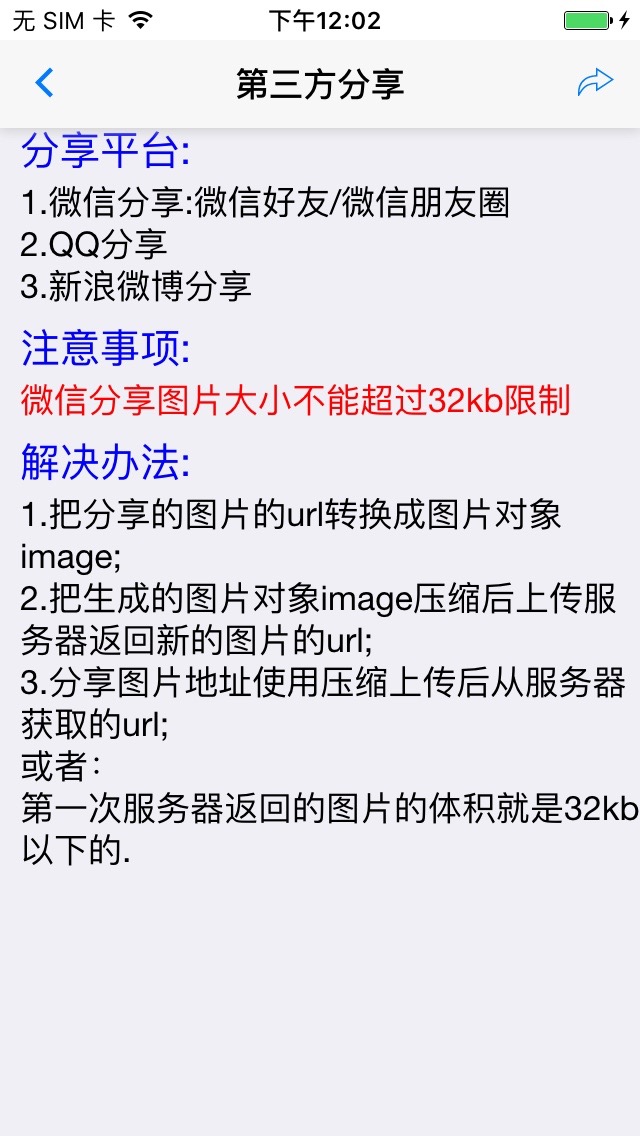 无 SIM 卡 下午12:02
第三方分享
分享平台:
1.微信分享:微信好友/微信朋友圈
2.QQ分享
3.新浪微博分享
注意事项:
微信分享图片大小不能超过32kb限制
解决办法:
1.把分享的图片的url转换成图片对象
image;
2.把生成的图片对象image压缩后上传服
务器返回新的图片的url;
3.分享图片地址使用压缩上传后从服务器
获取的url;
或者：
第一次服务器返回的图片的体积就是32kb
以下的.